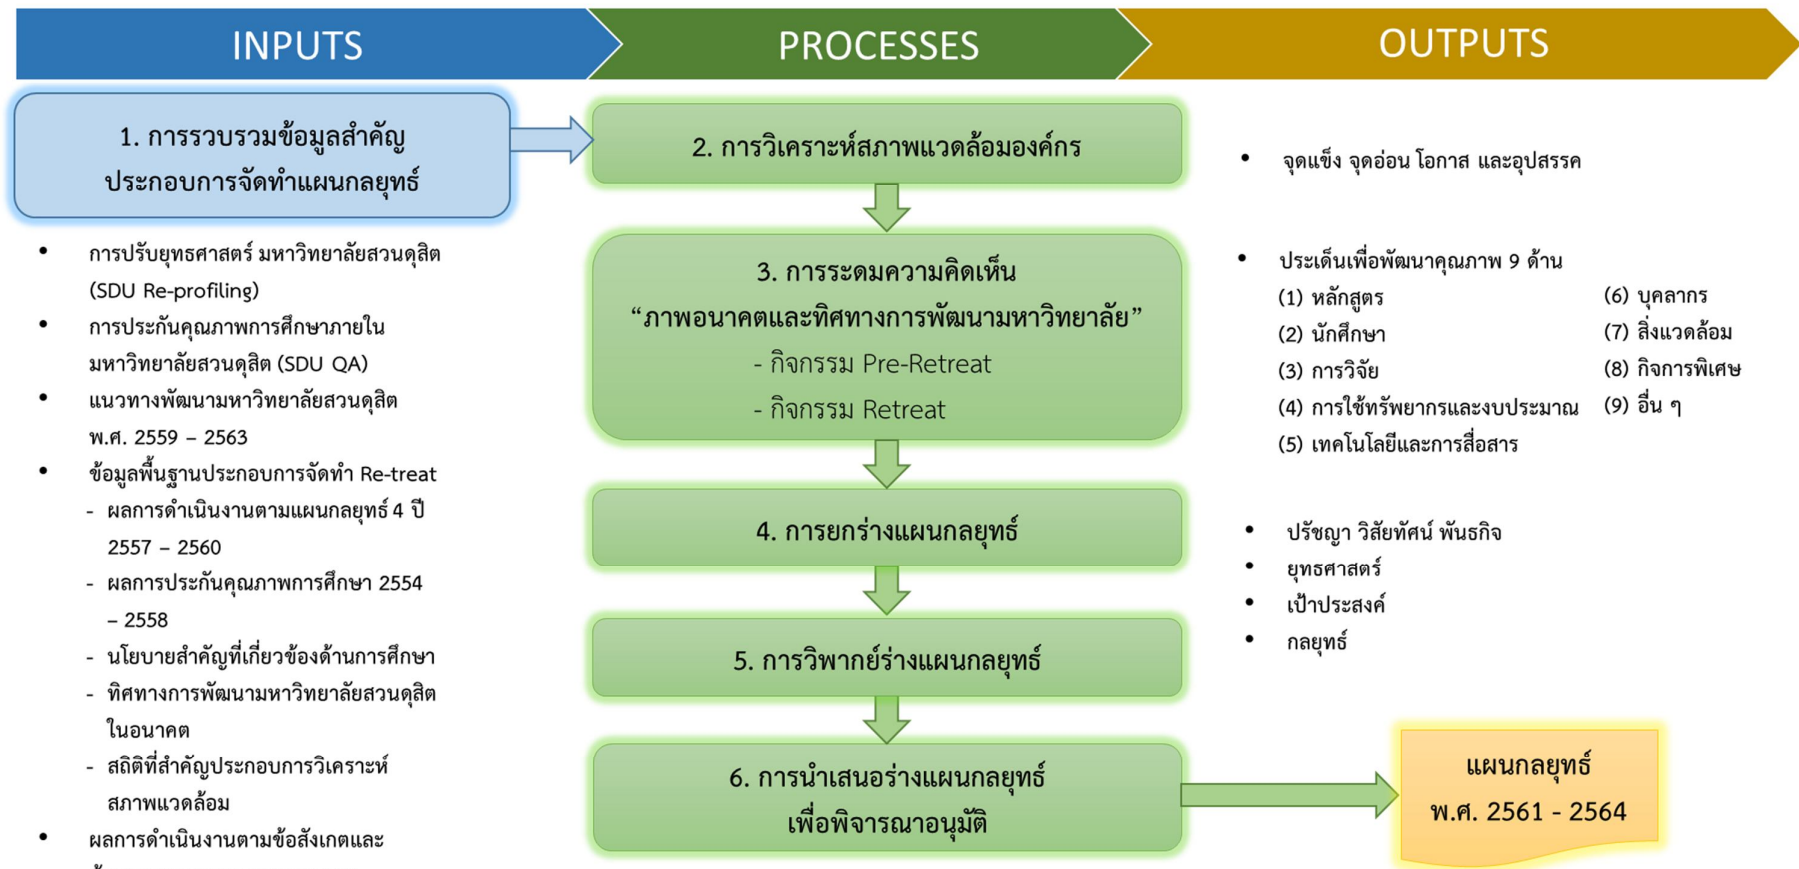 INPUTS
PROCESSES
OUTPUTS
1. การรวบรวมข้อมูลสำคัญ
ประกอบการจัดทำแผนกลยุทธ์
• การปรับยุทธศาสตร์ มหาวิทยาลัยสวนดุสิต
(SDU Re-profiling)
• การประกันคุณภาพการศึกษาภายใน
มหาวิทยาลัยสวนดุสิต (SDU QA)
• แนวทางพัฒนามหาวิทยาลัยสวนดุสิต
พ.ศ. 2559 – 2563
• ข้อมูลพื้นฐานประกอบการจัดทำ Re-treat
- ผลการดำเนินงานตามแผนกลยุทธ์ 4 ปี
2557 – 2560
- ผลการประกันคุณภาพการศึกษา 2554
– 2558
- นโยบายสำคัญที่เกี่ยวข้องด้านการศึกษา
- ทิศทางการพัฒนามหาวิทยาลัยสวนดุสิต
ในอนาคต
- สถิติที่สำคัญประกอบการวิเคราะห์
สภาพแวดล้อม
• ผลการดำเนินงานตามข้อสังเกตและ
2. การวิเคราะห์สภาพแวดล้อมองค์กร
3. การระดมความคิดเห็น
“ภาพอนาคตและทิศทางการพัฒนามหาวิทยาลัย”
- กิจกรรม Pre-Retreat
- กิจกรรม Retreat
4. การยกร่างแผนกลยุทธ์
5. การวิพากย์ร่างแผนกลยุทธ์
6. การนำเสนอร่างแผนกลยุทธ์
เพื่อพิจารณาอนุมัติ
• จุดแข็ง จุดอ่อน โอกาส และอุปสรรค
• ประเด็นเพื่อพัฒนาคุณภาพ 9 ด้าน
(1) หลักสูตร
(2) นักศึกษา
(3) การวิจัย
(4) การใช้ทรัพยากรและงบประมาณ
(5) เทคโนโลยีและการสื่อสาร
(6) บุคลากร
(7) สิ่งแวดล้อม
(8) กิจการพิเศษ
(9) อื่น ๆ
• ปรัชญา วิสัยทัศน์ พันธกิจ
• ยุทธศาสตร์
• เป้าประสงค์
• กลยุทธ์
แผนกลยุทธ์
พ.ศ. 2561 - 2564